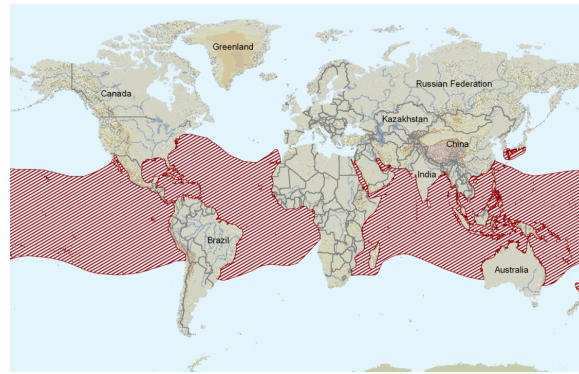 Greenland
Canada
Russian Federation
Kazakhstan
China
India
Brazil
Australia